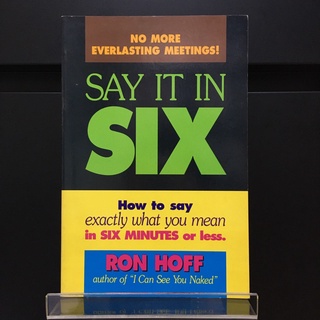 NO MORE
EVERLASTING MEETINGS!
SAY IT IN
SIX
How to say
exactly what you mean
in SIX MINUTES or less.
RON HOFF
author of "I Can See You Naked"